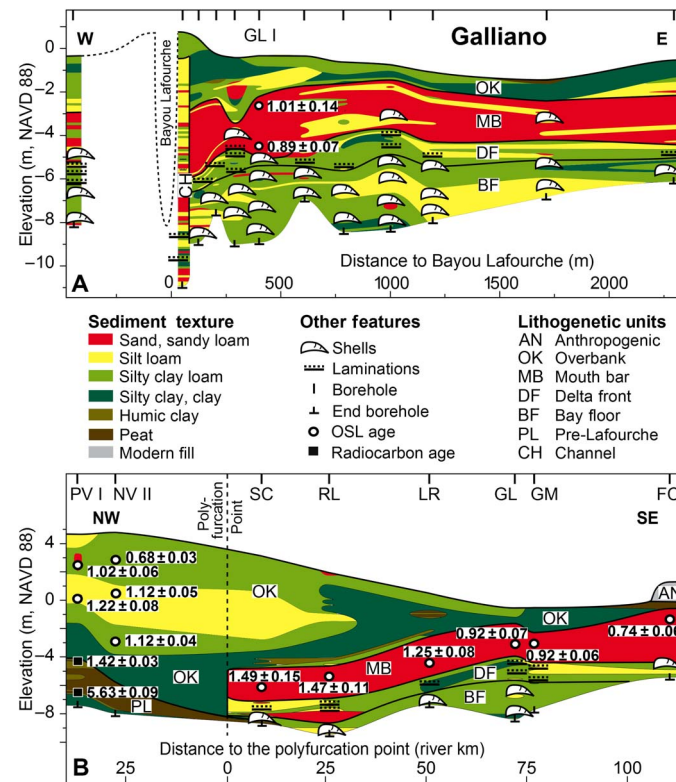 W
GL I
Galliano
E
0
−2
−4
−6
−8
−10
Elevation (m, NAVD 88)
Bayou Lafourche
OK
1.01±0.14
MB
0.89±0.07
DF
CH
BF
A
Distance to Bayou Lafourche (m)
0
500
1000
1500
2000
Sediment texture
Sand, sandy loam
Silt loam
Silty clay loam
Silty clay, clay
Humic clay
Peat
Modern fill
Other features
Shells
Laminations
Borehole
End borehole
OSL age
Radiocarbon age
Lithogenetic units
AN Anthropogenic
OK Overbank
MB Mouth bar
DF Delta front
BF Bay floor
PL Pre-Lafourche
CH Channel
PV I
NV II
SC
RL
LR
GL
GM
FC
NW
Poly-
furcation
Point
SE
4
0
−4
−8
Elevation (m, NAVD 88)
0.68±0.03
1.02±0.06
OK
1.12±0.05
1.22±0.08
AN
OK
0.92±0.07
1.12±0.04
0.74±0.06
1.25±0.08
MB
1.42±0.03
0.92±0.06
OK
1.49±0.15
DF
1.47±0.11
5.63±0.09
BF
PL
B
Distance to the polyfurcation point (river km)
25
0
25
50
75
100